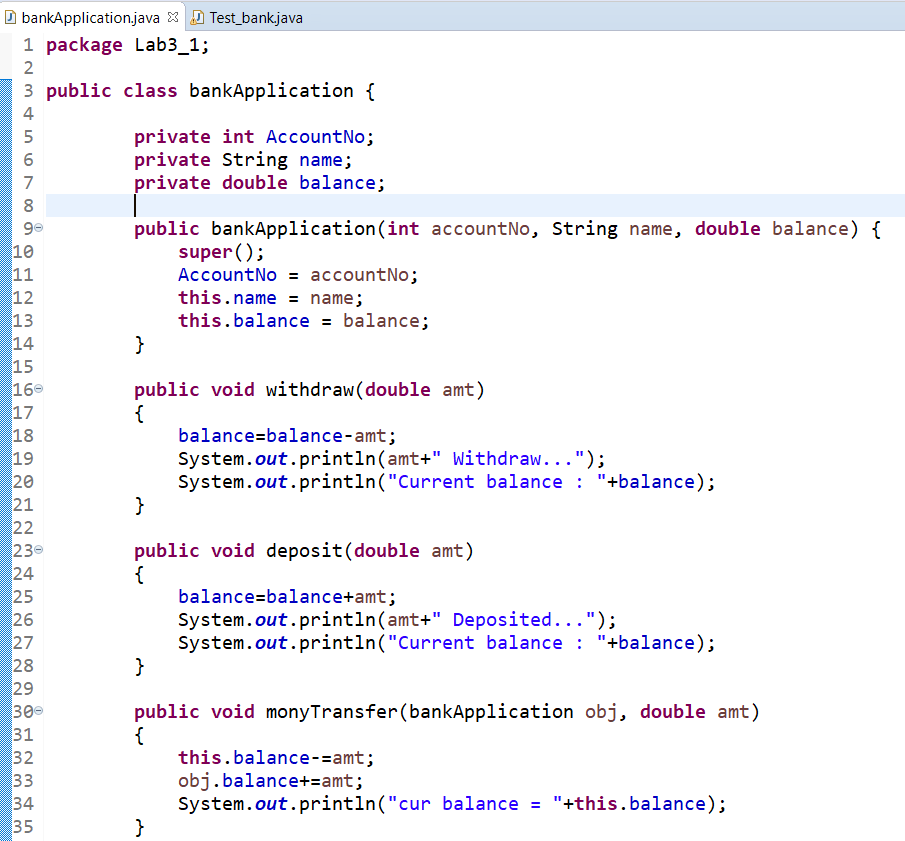 bankApplication.java Test_bank.java
1 package Lab3_1;
2
3 public class bankApplication {
4
5 private int AccountNo;
6 private String name;
7 private double balance;
8
9 public bankApplication(int accountNo, String name, double balance) {
10 super();
11 AccountNo = accountNo;
12 this.name = name;
13 this.balance = balance;
14 }
15
16 public void withdraw(double amt)
17 {
18 balance=balance-amt;
19 System.out.println(amt+" Withdraw...");
20 System.out.println("Current balance : "+balance);
21 }
22
23 public void deposit(double amt)
24 {
25 balance=balance+amt;
26 System.out.println(amt+" Deposited...");
27 System.out.println("Current balance : "+balance);
28 }
29
30 public void monyTransfer(bankApplication obj, double amt)
31 {
32 this.balance-=amt;
33 obj.balance+=amt;
34 System.out.println("cur balance = "+this.balance);
35 }